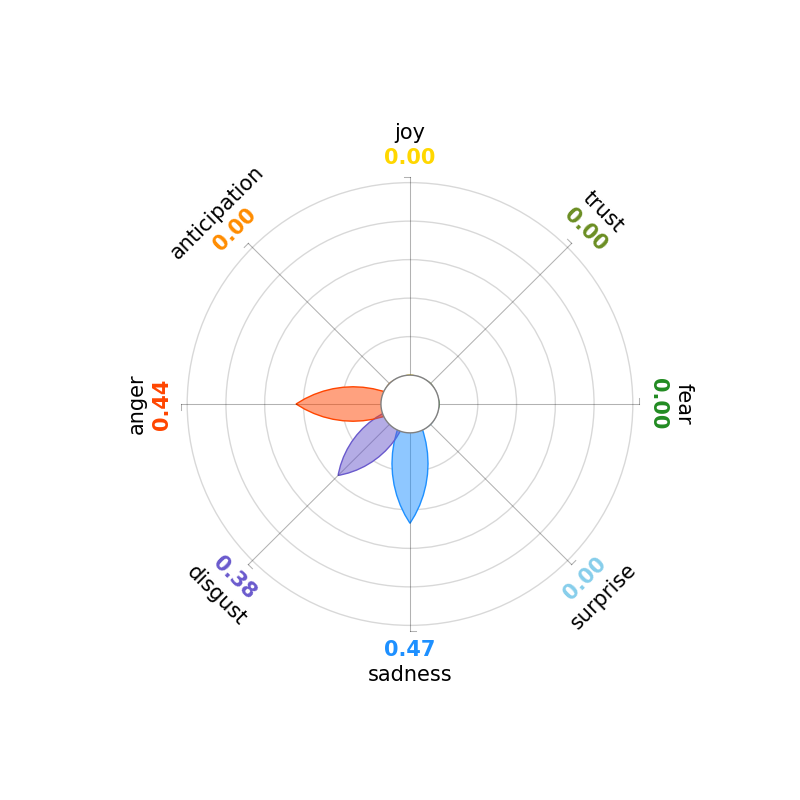 joy
0.00
trust
0.00
fear
0.00
surprise
0.00
0.47
sadness
0.38
disgust
anger
0.44
anticipation
0.00